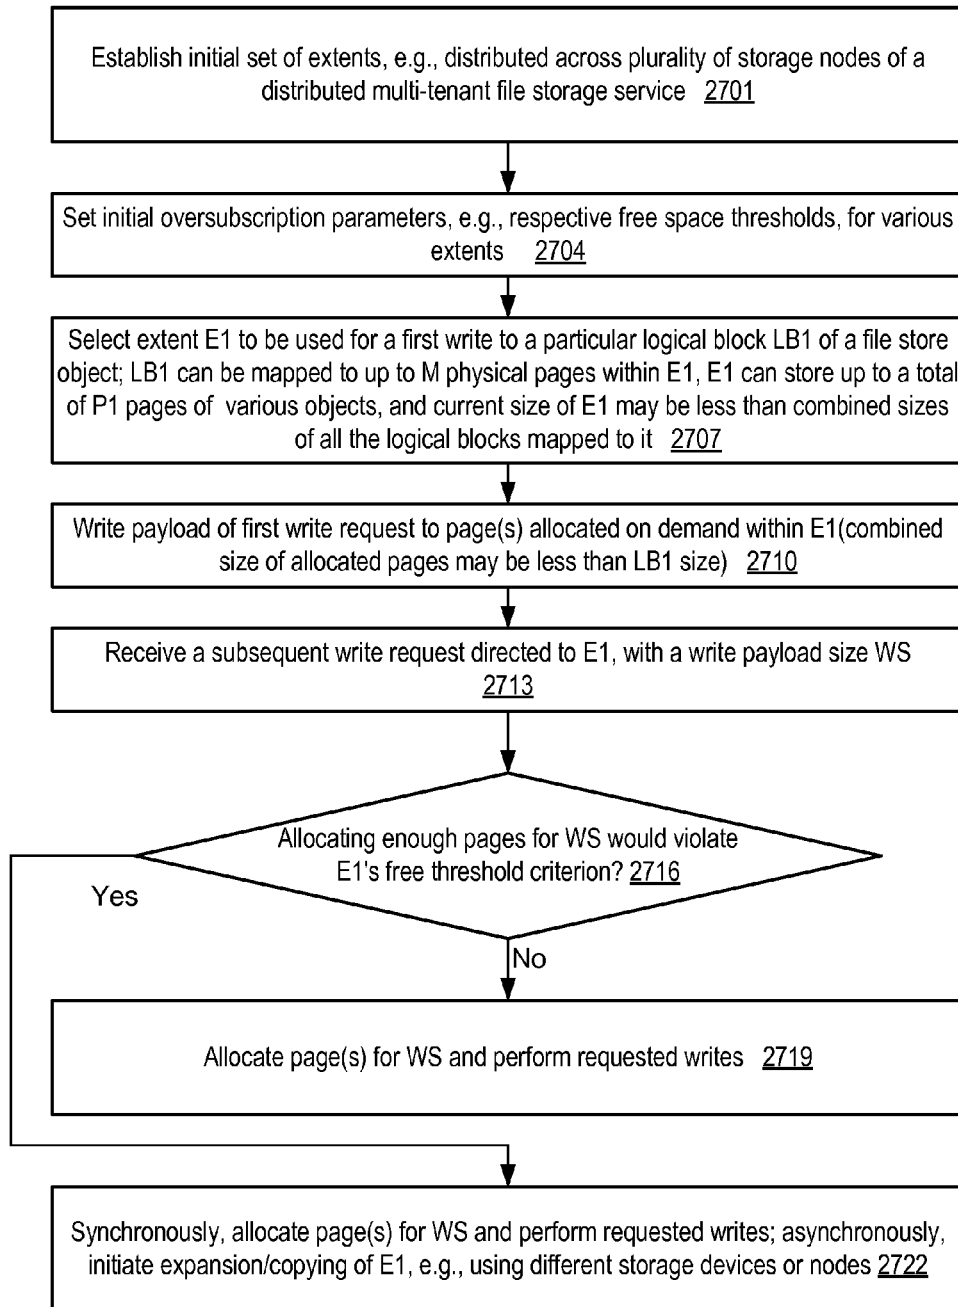 Establish initial set of extents, e.g., distributed across plurality of storage nodes of a
distributed multi-tenant file storage service 2701
Set initial oversubscription parameters, e.g., respective free space thresholds, for various
extents 2704
Select extent E1 to be used for a first write to a particular logical block LB1 of a file store
object; LB1 can be mapped to up to M physical pages within E1, E1 can store up to a total
of P1 pages of various objects, and current size of E1 may be less than combined sizes
of all the logical blocks mapped to it 2707
Write payload of first write request to page(s) allocated on demand within E1(combined
size of allocated pages may be less than LB1 size) 2710
Receive a subsequent write request directed to E1, with a write payload size WS
2713
Allocating enough pages for WS would violate
E1's free threshold criterion? 2716
Yes
No
Allocate page(s) for WS and perform requested writes 2719
Synchronously, allocate page(s) for WS and perform requested writes; asynchronously,
initiate expansion/copying of E1, e.g., using different storage devices or nodes 2722